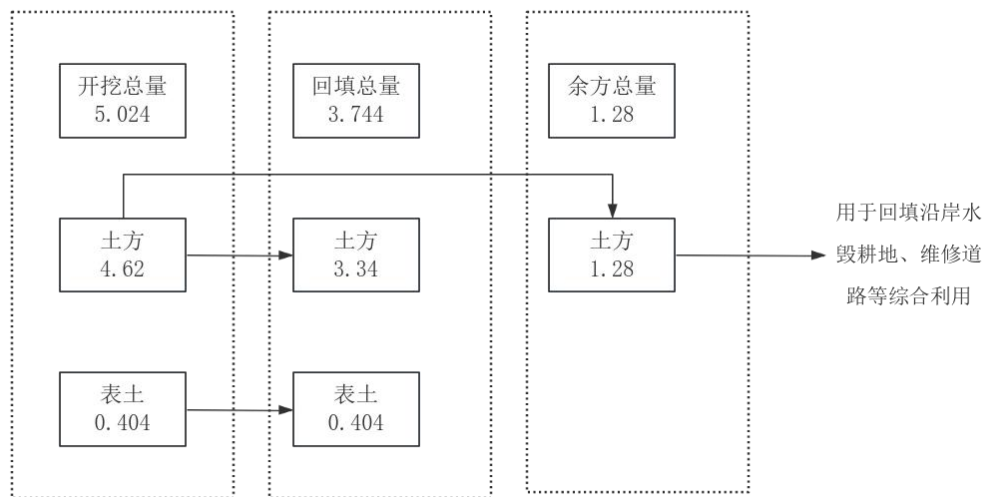 开挖总量
5.024
回填总量
3.744
余方总量
1.28
土方
4.62
土方
3.34
土方
1.28
用于回填沿岸水
毁耕地、维修道
路等综合利用
表土
0.404
表土
0.404